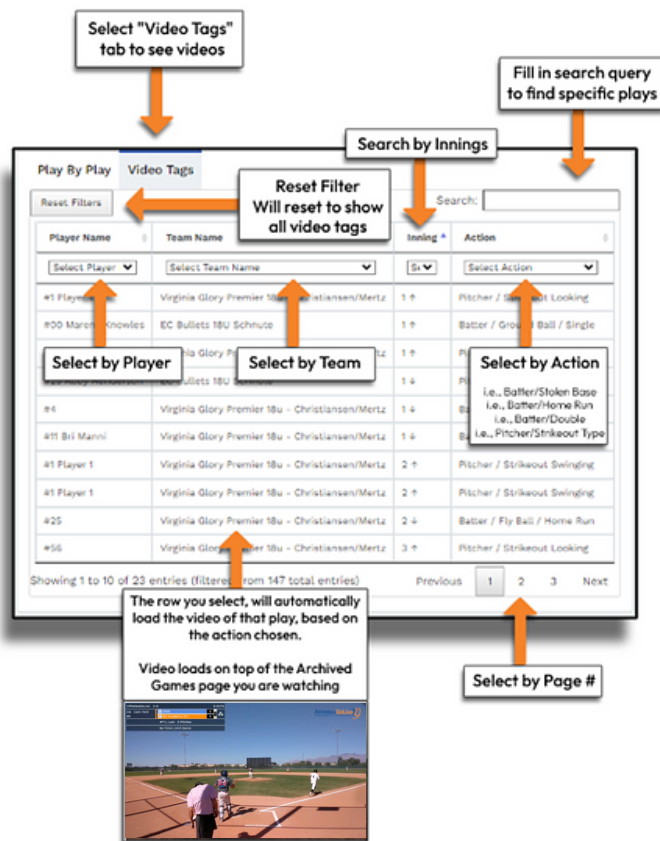 Select "Video Tags"
tab to see videos
Fill in search query
to find specific plays
Search by Innings
Play By Play Video Tags
Reset Filters
Reset Filter
Will reset to show
all video tags
Search:
Player Name Team Name Inning Action
Select Player Select Team Name Select Action
#1 Virginia Glory Premier 18u - Christiansen/Mertz 1 ↑ Pitcher / Strikeout Looking
#00 Maren Knowles EC Bullets 18U Schnute 1 ↑ Batter / Ground Ball / Single
Glory Premier 18u - Christiansen/Mertz 1 ↑
Select by Player
Select by Team
Select by Action
i.e., Batter/Stolen Base
i.e., Batter/Home Run
i.e., Batter/Double
i.e., Pitcher/Strikeout Type
Bullets 18U Schnute 1 ↓
#4 Virginia Glory Premier 18u - Christiansen/Mertz 1 ↓
#11 Bri Manni Virginia Glory Premier 18u - Christiansen/Mertz 1 ↓
#1 Player 1 Virginia Glory Premier 18u - Christiansen/Mertz 2 ↑ Pitcher / Strikeout Swinging
#1 Player 1 Virginia Glory Premier 18u - Christiansen/Mertz 2 ↑ Pitcher / Strikeout Swinging
#25 Virginia Glory Premier 18u - Christiansen/Mertz 2 ↓ Batter / Fly Ball / Home Run
#56 Virginia Glory Premier 18u - Christiansen/Mertz 3 ↑ Pitcher / Strikeout Looking
Showing 1 to 10 of 23 entries (filtered from 147 total entries) Previous 1 2 3 Next
The row you select, will automatically
load the video of that play, based on
the action chosen.
Video loads on top of the Archived
Games page you are watching
Select by Page #